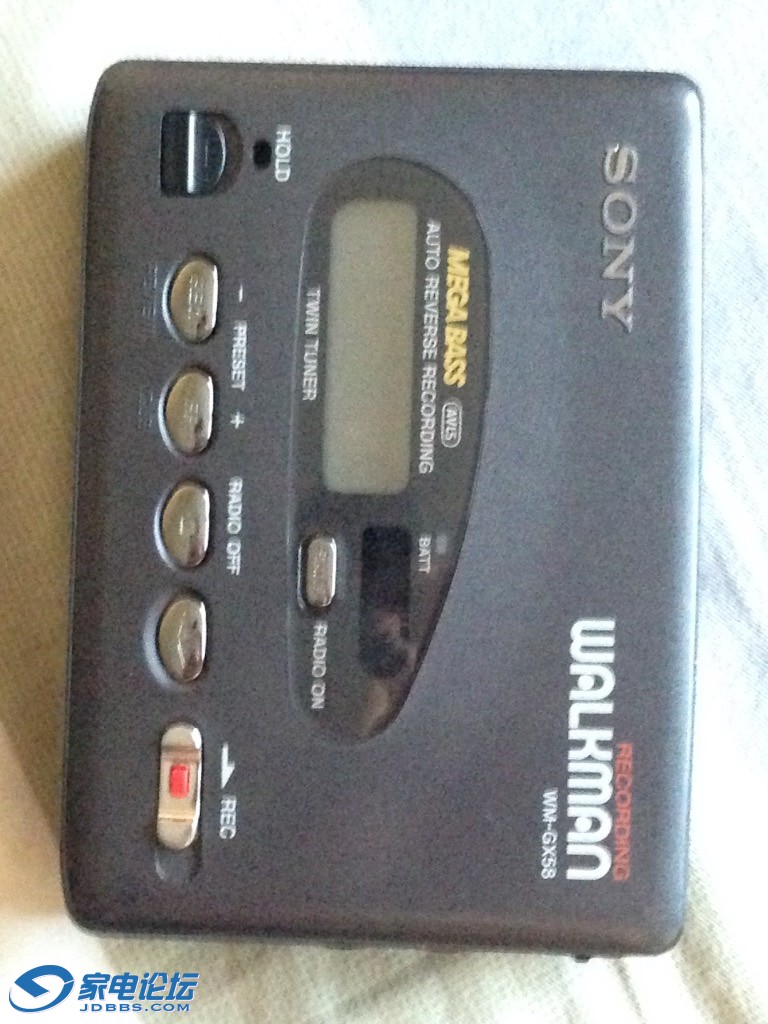 SONY
RECORDING
WALKMAN
WM-GX58
MEGA BASS
AVLS
AUTO REVERSE RECORDING
BATT
TWIN TUNER
RADIO ON
HOLD
- PRESET +
RADIO OFF
REC
家电论坛
JDBBS.COM